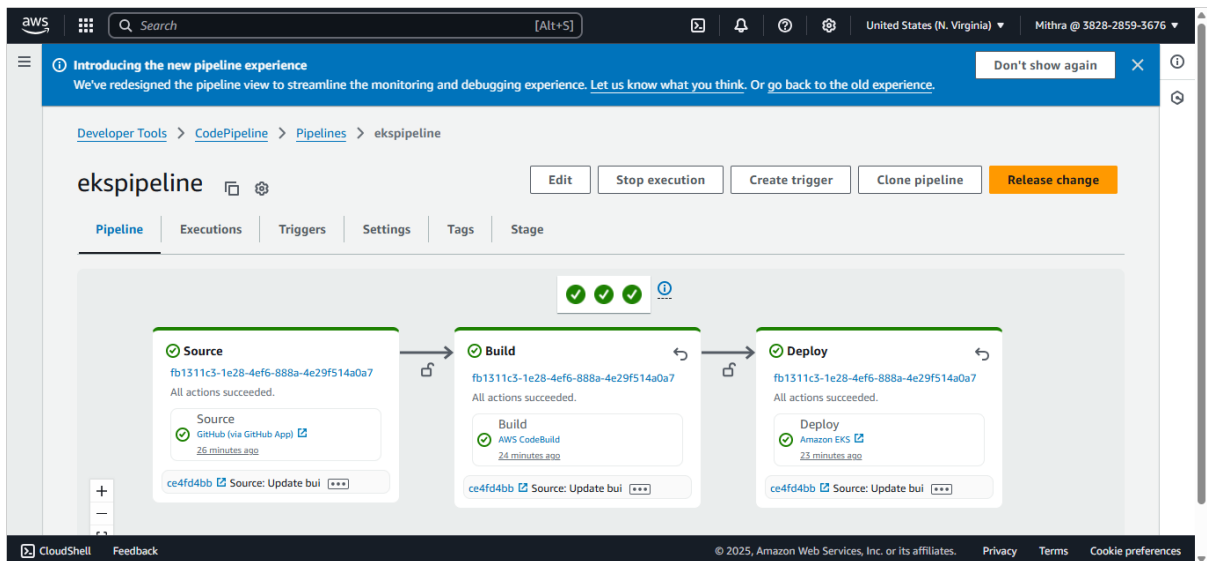 aws
Search [Alt+S] United States (N. Virginia) ▼ Mithra @ 3828-2859-3676 ▼
Introducing the new pipeline experience
We've redesigned the pipeline view to streamline the monitoring and debugging experience. Let us know what you think. Or go back to the old experience.
Don't show again
Developer Tools > CodePipeline > Pipelines > ekspipeline
ekspipeline
Edit Stop execution Create trigger Clone pipeline Release change
Pipeline Executions Triggers Settings Tags Stage
Source
fb1311c3-1e28-4ef6-888a-4e29f514a0a7
All actions succeeded.
Source
GitHub (via GitHub App)
26 minutes ago
ce4fd4bb Source: Update bui
Build
fb1311c3-1e28-4ef6-888a-4e29f514a0a7
All actions succeeded.
Build
AWS CodeBuild
24 minutes ago
ce4fd4bb Source: Update bui
Deploy
fb1311c3-1e28-4ef6-888a-4e29f514a0a7
All actions succeeded.
Deploy
Amazon EKS
23 minutes ago
ce4fd4bb Source: Update bui
CloudShell Feedback © 2025, Amazon Web Services, Inc. or its affiliates. Privacy Terms Cookie preferences